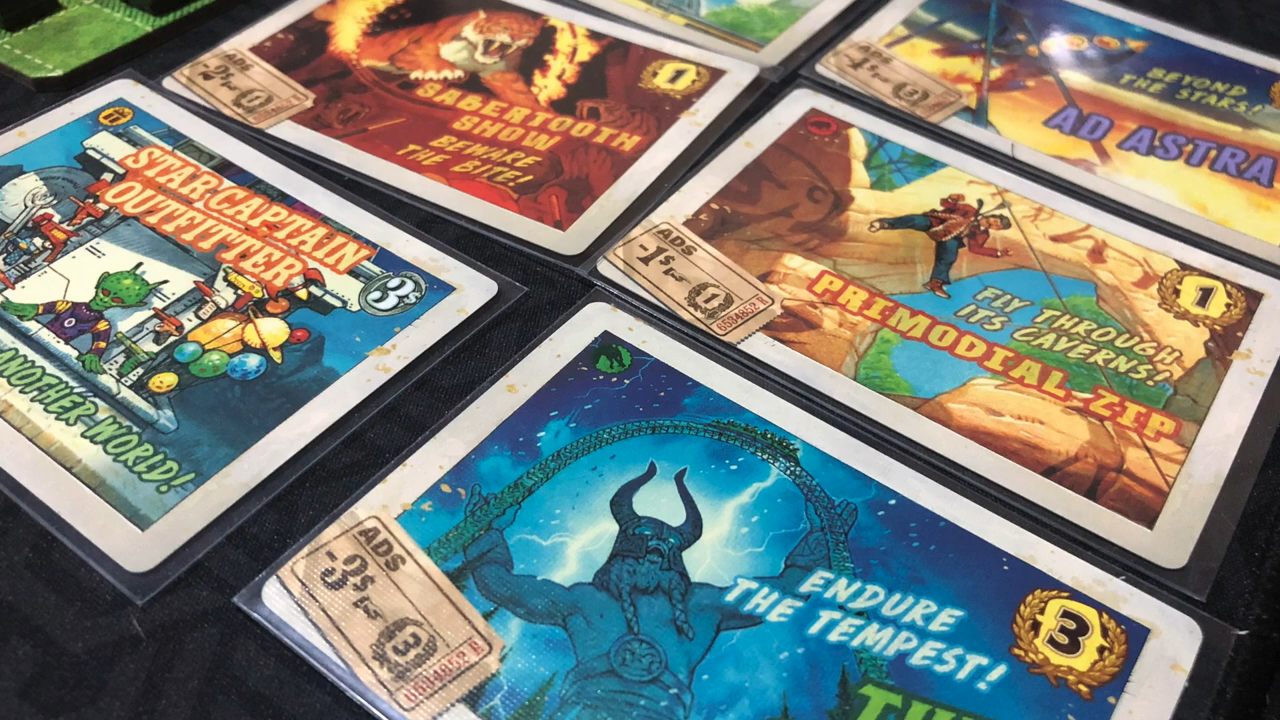 ADS
-2$
1
1
SABERTOOTH
SHOW
BEWARE
THE BITE!
3
BEYOND
THE STARS!
AD ASTRA
STAR CAPTAIN
OUTFITTER
3$
ANOTHER WORLD!
ADS
-1$
1
6584852
1
PRIMODIAL ZIP
FLY THROUGH
ITS CAVERNS!
ADS
-3$
3
ENDURE
THE TEMPEST!
3